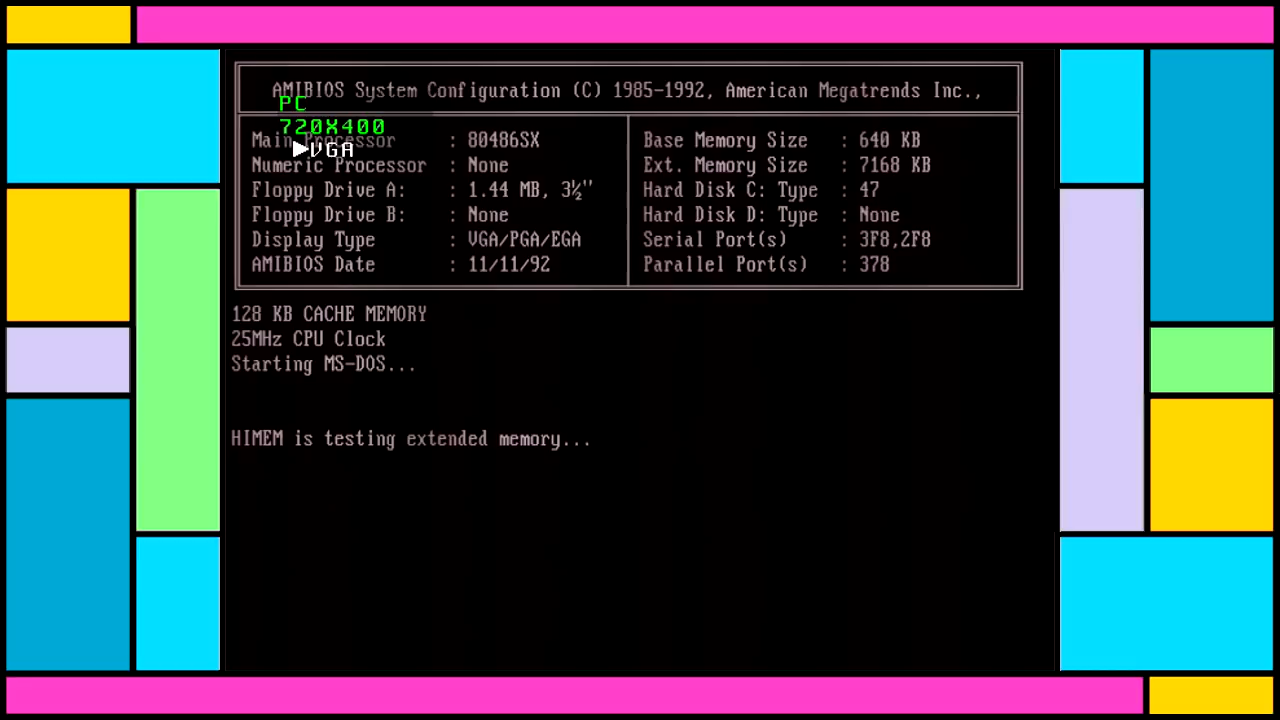 AMIBIOS System Configuration (C) 1985-1992, American Megatrends Inc.,
PC
720X400
VGA
Main Processor : 80486SX Base Memory Size : 640 KB
Numeric Processor : None Ext. Memory Size : 7168 KB
Floppy Drive A: : 1.44 MB, 3½'' Hard Disk C: Type : 47
Floppy Drive B: : None Hard Disk D: Type : None
Display Type : VGA/PGA/EGA Serial Port(s) : 3F8,2F8
AMIBIOS Date : 11/11/92 Parallel Port(s) : 378
128 KB CACHE MEMORY
25MHz CPU Clock
Starting MS-DOS...
HIMEM is testing extended memory...